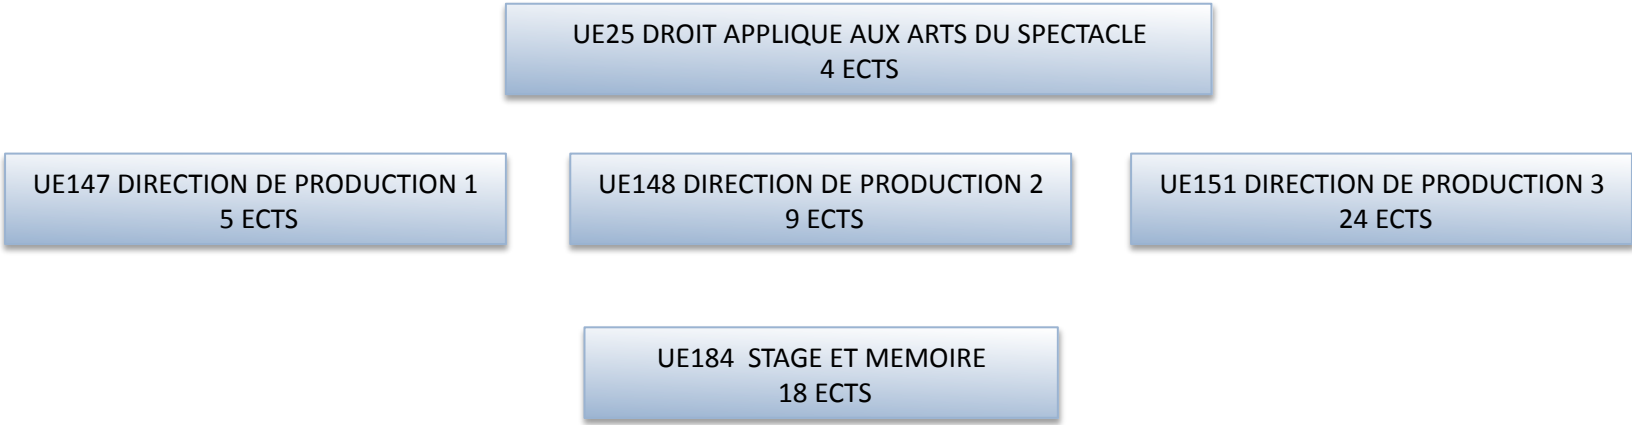 UE25 DROIT APPLIQUE AUX ARTS DU SPECTACLE
4 ECTS
UE147 DIRECTION DE PRODUCTION 1
5 ECTS
UE148 DIRECTION DE PRODUCTION 2
9 ECTS
UE151 DIRECTION DE PRODUCTION 3
24 ECTS
UE184  STAGE ET MEMOIRE
18 ECTS